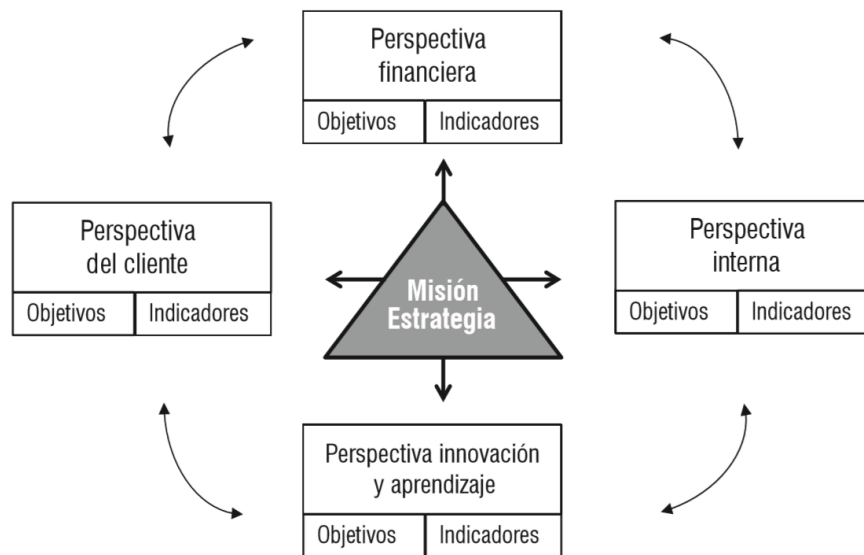 Perspectiva
financiera
Objetivos
Indicadores
Perspectiva
del cliente
Objetivos
Indicadores
Misión
Estrategia
Perspectiva
interna
Objetivos
Indicadores
Perspectiva innovación
y aprendizaje
Objetivos
Indicadores